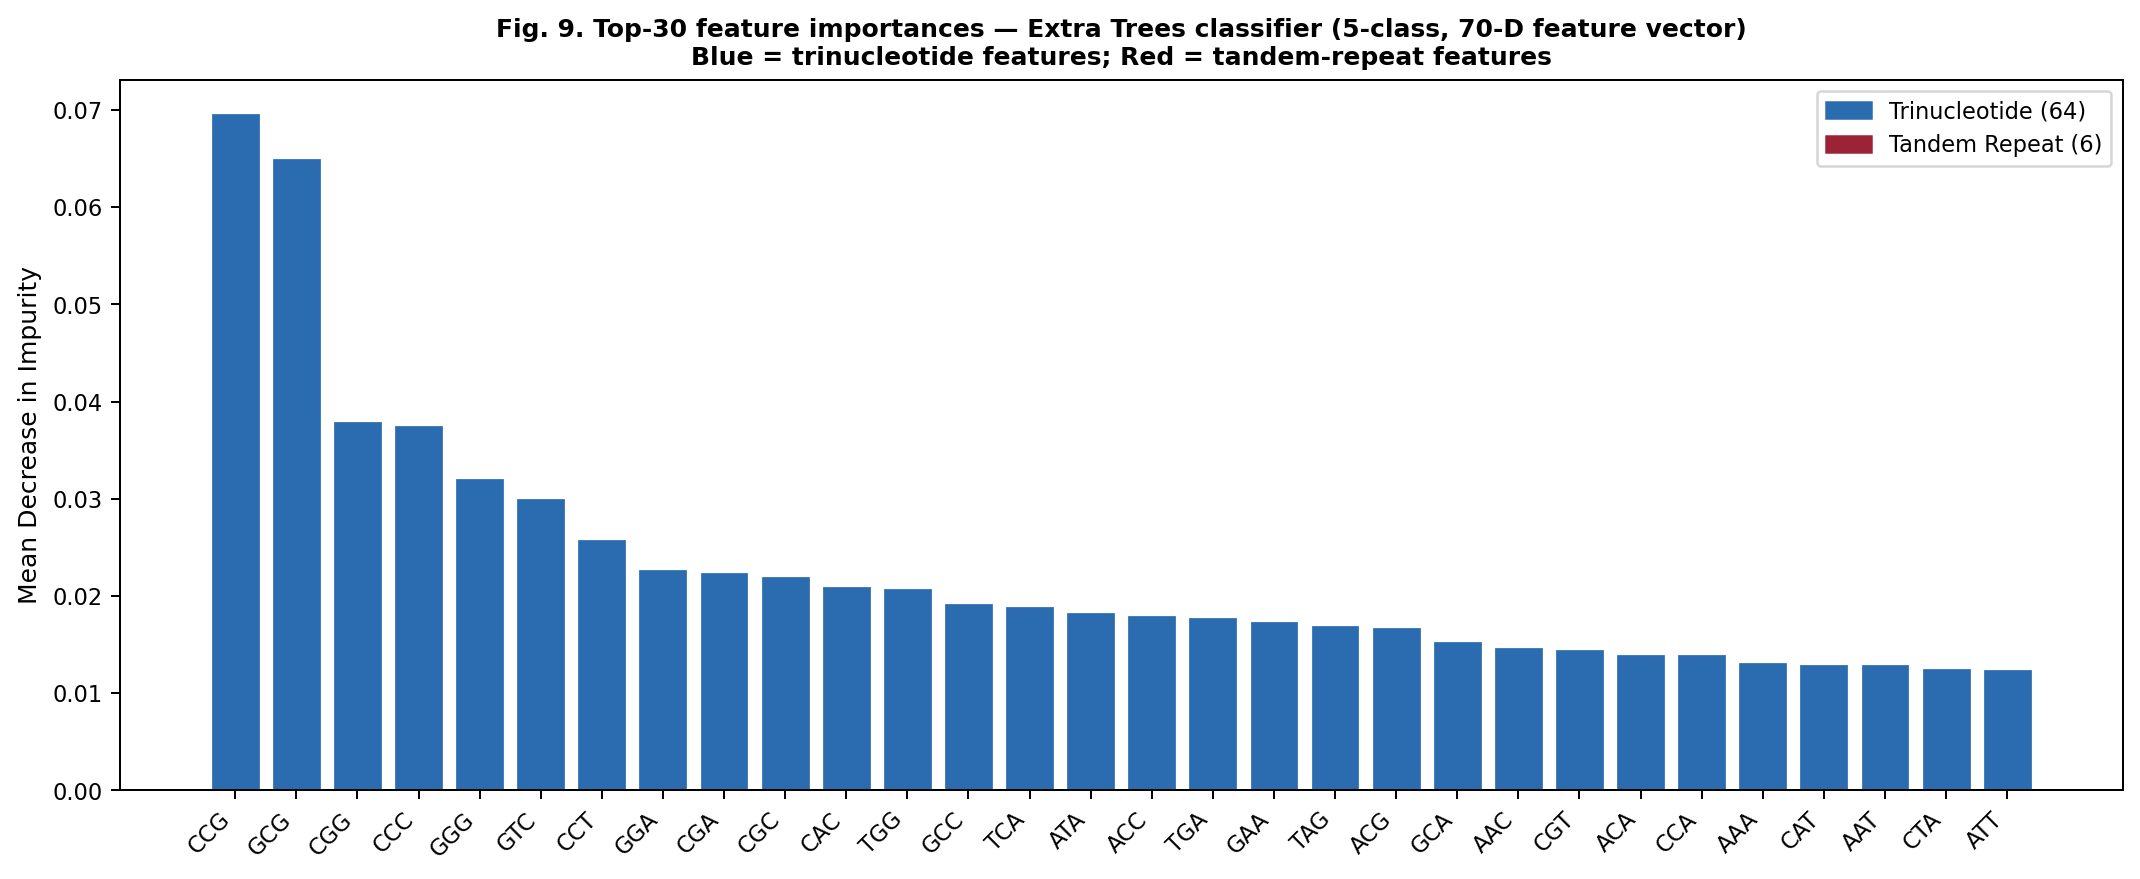 Fig. 9. Top-30 feature importances — Extra Trees classifier (5-class, 70-D feature vector)
Blue = trinucleotide features; Red = tandem-repeat features
Trinucleotide (64)
Tandem Repeat (6)
Mean Decrease in Impurity
0.07
0.06
0.05
0.04
0.03
0.02
0.01
0.00
CCG
GCG
CGG
CCC
GGG
GTC
CCT
GGA
CGA
CGC
CAC
TGG
GCC
TCA
ATA
ACC
TGA
GAA
TAG
ACG
GCA
AAC
CGT
ACA
CCA
AAA
CAT
AAT
CTA
ATT